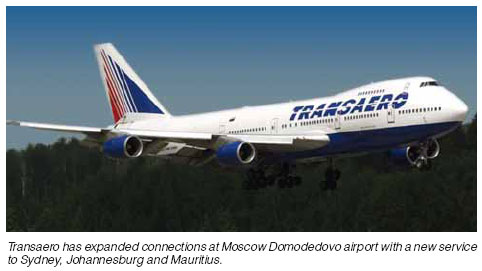 TRANSAERO
Transaero has expanded connections at Moscow Domodedovo airport with a new service
to Sydney, Johannesburg and Mauritius.